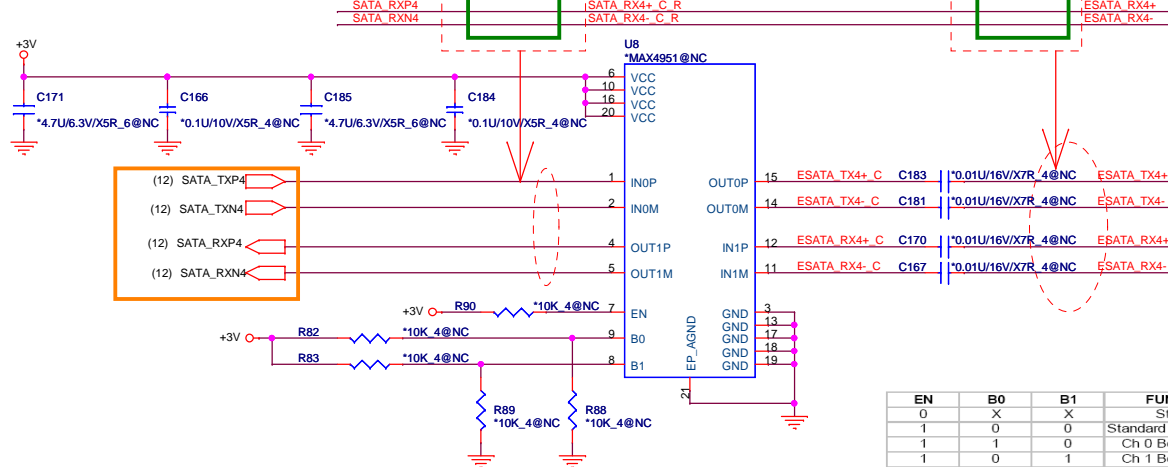 SATA_RXP4 SATA_RX4+_C_R ESATA_RX4+
SATA_RXN4 SATA_RX4-_C_R ESATA_RX4-
+3V
U8
*MAX4951@NC
C171
*4.7U/6.3V/X5R_6@NC
C166
*0.1U/10V/X5R_4@NC
C185
*4.7U/6.3V/X5R_6@NC
C184
*0.1U/10V/X5R_4@NC
6 VCC
10 VCC
16 VCC
20 VCC
(12) SATA_TXP4 1 IN0P OUT0P 15 ESATA_TX4+_C C183 *0.01U/16V/X7R_4@NC ESATA_TX4+
(12) SATA_TXN4 2 IN0M OUT0M 14 ESATA_TX4-_C C181 *0.01U/16V/X7R_4@NC ESATA_TX4-
(12) SATA_RXP4 4 OUT1P IN1P 12 ESATA_RX4+_C C170 *0.01U/16V/X7R_4@NC ESATA_RX4+
(12) SATA_RXN4 5 OUT1M IN1M 11 ESATA_RX4-_C C167 *0.01U/16V/X7R_4@NC ESATA_RX4-
+3V R90 *10K_4@NC 7 EN GND 3
GND 13
+3V R82 *10K_4@NC 9 B0 GND 17
GND 18
R83 *10K_4@NC 8 B1 GND 19
EP_AGND
21
R89
*10K_4@NC
R88
*10K_4@NC
EN B0 B1 FUN
0 X X St
1 0 0 Standard
1 1 0 Ch 0 B
1 0 1 Ch 1 B